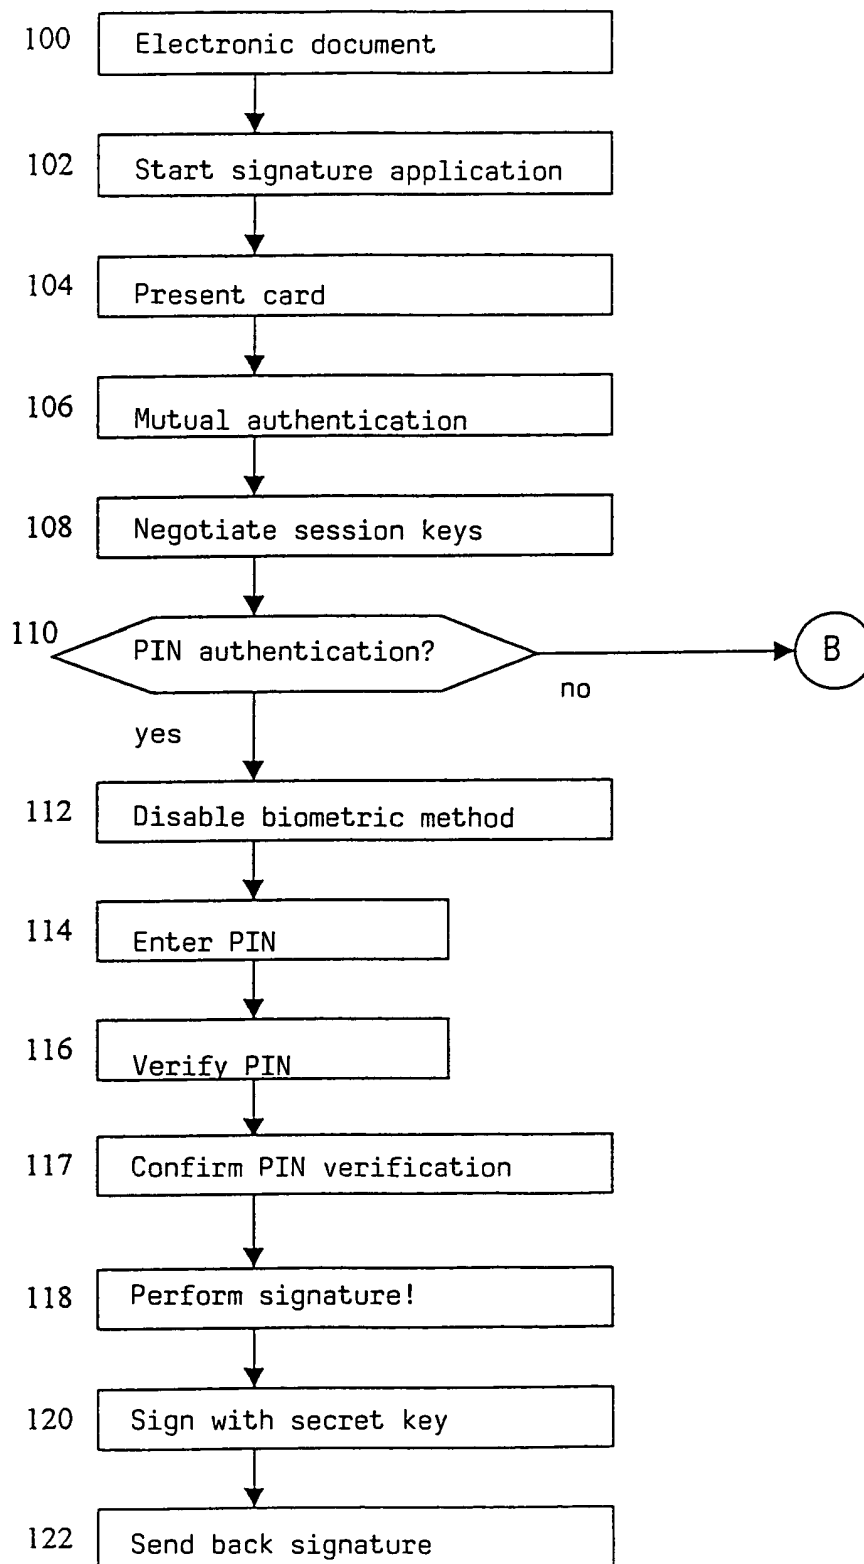 100 Electronic document
102 Start signature application
104 Present card
106 Mutual authentication
108 Negotiate session keys
110 PIN authentication? B
no
yes
112 Disable biometric method
114 Enter PIN
116 Verify PIN
117 Confirm PIN verification
118 Perform signature!
120 Sign with secret key
122 Send back signature